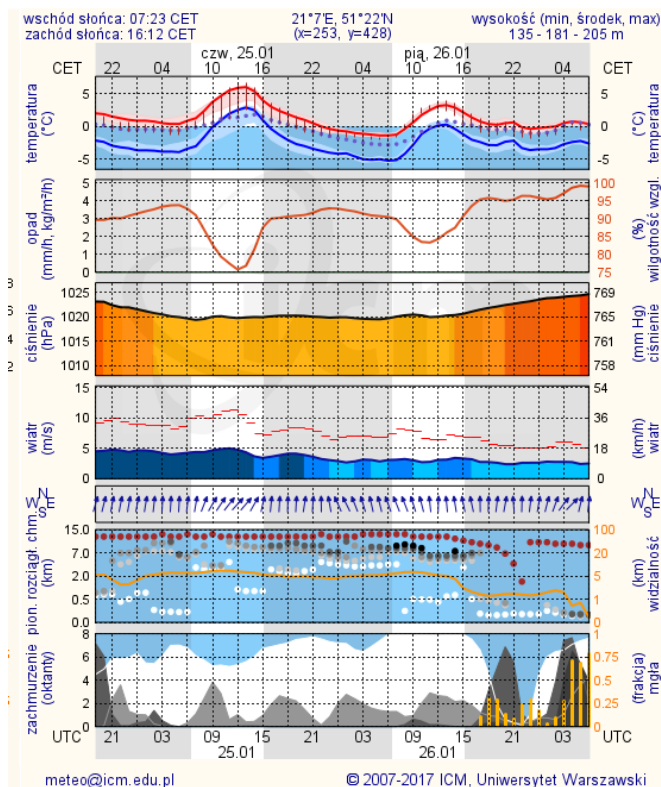 wschód słońca: 07:23 CET 21°7'E, 51°22'N wysokość (min, środek, max)
zachód słońca: 16:12 CET (x=253, y=428) 135 - 181 - 205 m
czw, 25.01 pią, 26.01
CET 22 04 10 16 22 04 10 16 22 04 CET
temperatura (°C) 5 0 -5 5 0 -5 (°C) temperatura
opad (mm/h, kg/m²/h) 5 4 3 2 1 0 100 95 90 85 80 75 (%) wilgotność wzgl.
ciśnienie (hPa) 1025 1020 1015 1010 769 765 761 758 (mm Hg) ciśnienie
wiatr (m/s) 15 10 5 0 54 36 18 0 (km/h) wiatr
N W E S N W E S
pion. rozciągł. chm. (km) 15.0 7.0 2.0 0.5 0.0 100 20 5 1 0 (km) widzialność
zachmurzenie (oktanty) 8 6 4 2 0 1 0.75 0.5 0.25 0 (frakcja) mgła
UTC 21 03 09 15 21 03 09 15 21 03 UTC
25.01 26.01
meteo@icm.edu.pl © 2007-2017 ICM, Uniwersytet Warszawski